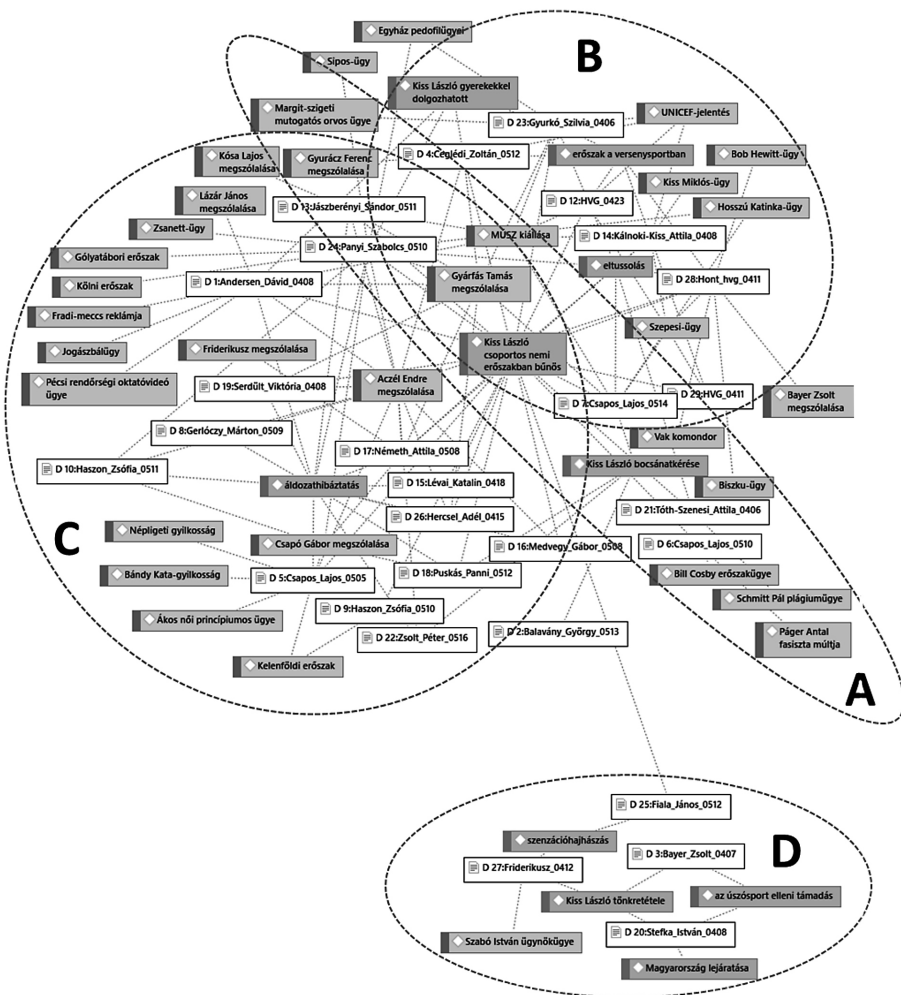 Egyház pedofilügyei
Sipos-ügy
B
Kiss László gyerekekkel
dolgozhatott
Margit-szigeti
mutogatós orvos ügye
UNICEF-jelentés
D 23:Gyurkó_Szilvia_0406
Kósa Lajos
megszólalása
Gyurácz Ferenc
megszólalása
D 4:Ceglédi_Zoltán_0512
erőszak a versenysportban
Bob Hewitt-ügy
Kiss Miklós-ügy
Lázár János
megszólalása
D 13:Jászberényi_Sándor_0511
D 12:HVG_0423
Hosszú Katinka-ügy
Zsanett-ügy
D 24:Panyi_Szabolcs_0510
MÚSZ kiállása
D 14:Kálnoki-Kiss_Attila_0408
Gólyatábori erőszak
eltussolás
Kölni erőszak
D 1:Andersen_Dávid_0408
Gyárfás Tamás
megszólalása
D 28:Hont_hvg_0411
Fradi-meccs reklámja
Szepesi-ügy
Jogászbálügy
Friderikusz megszólalása
Kiss László
csoportos nemi
erőszakban bűnös
Pécsi rendőrségi oktatóvideó
ügye
D 19:Serdült_Viktória_0408
Aczél Endre
megszólalása
D 7:Csapos_Lajos_0514
D 29:HVG_0411
Bayer Zsolt
megszólalása
D 8:Gerlóczy_Márton_0509
Vak komondor
D 17:Németh_Attila_0508
D 10:Haszon_Zsófia_0511
Kiss László bocsánatkérése
áldozathibáztatás
D 15:Lévai_Katalin_0418
Biszku-ügy
D 21:Tóth-Szenesi_Attila_0406
C
D 26:Hercsel_Adél_0415
Népligeti gyilkosság
Csapó Gábor megszólalása
D 16:Medvegy_Gábor_0508
D 6:Csapos_Lajos_0510
Bándy Kata-gyilkosság
D 5:Csapos_Lajos_0505
D 18:Puskás_Panni_0512
Bill Cosby erőszakügye
Schmitt Pál plágiumügye
Ákos női princípiumos ügye
D 9:Haszon_Zsófia_0510
D 22:Zsolt_Péter_0516
D 2:Balavány_György_0513
Páger Antal
fasiszta múltja
Kelenföldi erőszak
A
D 25:Fiala_János_0512
szenzációhajhászás
D 3:Bayer_Zsolt_0407
D
D 27:Friderikusz_0412
Kiss László tönkretétele
az úszósport elleni támadás
Szabó István ügynökügye
D 20:Stefka_István_0408
Magyarország lejáratása